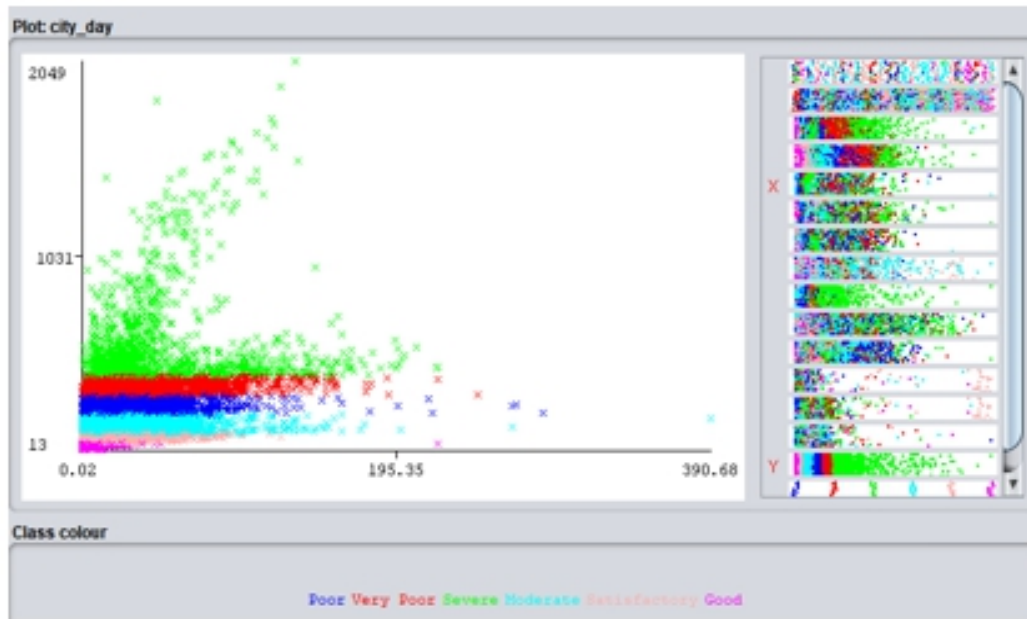 Plot: city_day
2049
X
1031
13
Y
0.02 195.35 390.68
Class colour
Poor Very Poor Severe Moderate Satisfactory Good